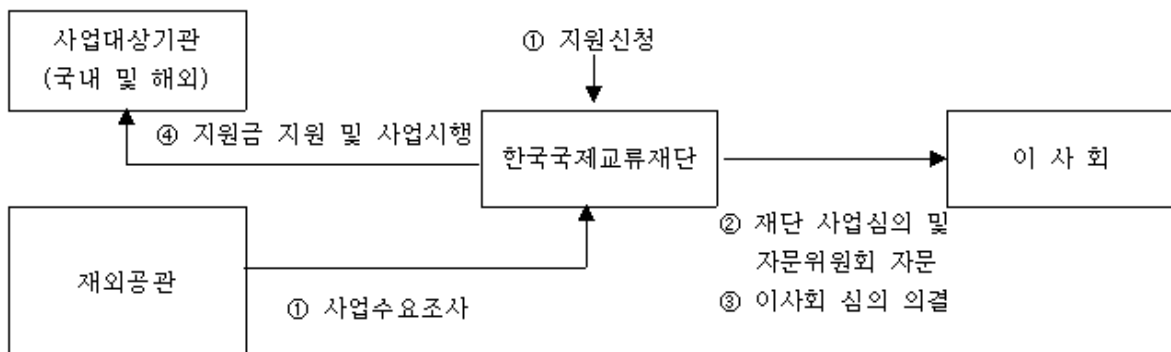 사업대상기관
(국내 및 해외)
① 지원신청
④ 지원금 지원 및 사업시행
한국국제교류재단
이 사 회
② 재단 사업심의 및
자문위원회 자문
③ 이사회 심의 의결
재외공관
① 사업수요조사